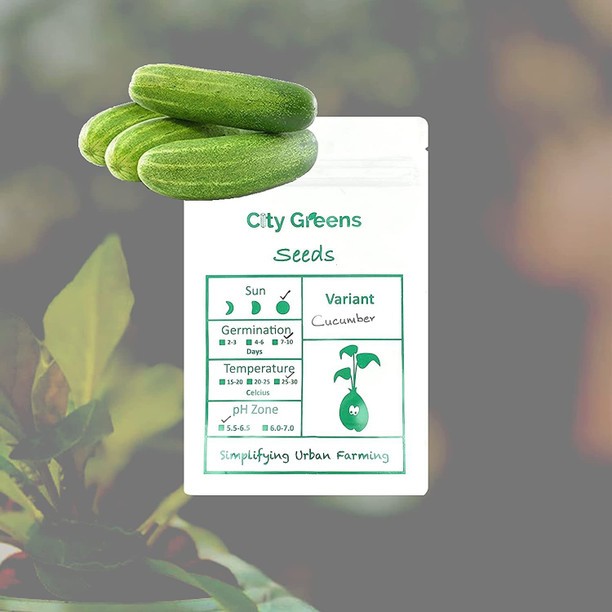 City Greens
Seeds
Sun
Germination
2-3 4-6 7-10
Days
Temperature
15-20 20-25 25-30
Celcius
pH Zone
5.5-6.5 6.0-7.0
Variant
Cucumber
Simplifying Urban Farming